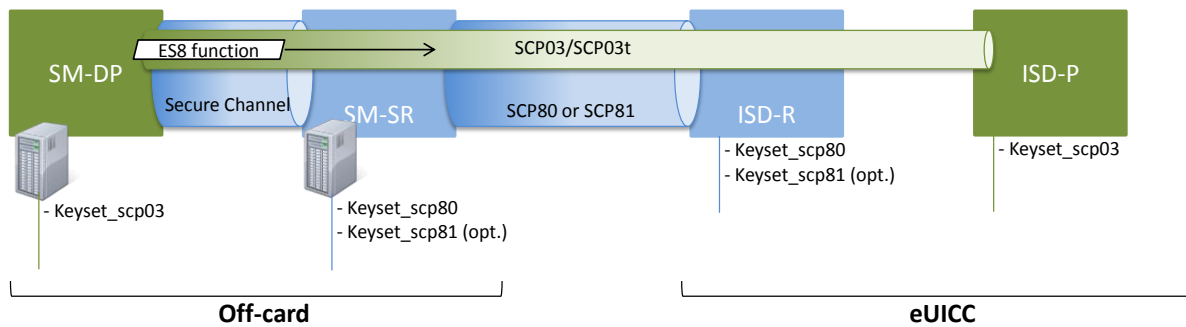 ES8 function
SCP03/SCP03t
SM-DP
ISD-P
Secure Channel
SM-SR
SCP80 or SCP81
ISD-R
- Keyset_scp80
- Keyset_scp81 (opt.)
- Keyset_scp03
- Keyset_scp03
- Keyset_scp80
- Keyset_scp81 (opt.)
Off-card
eUICC